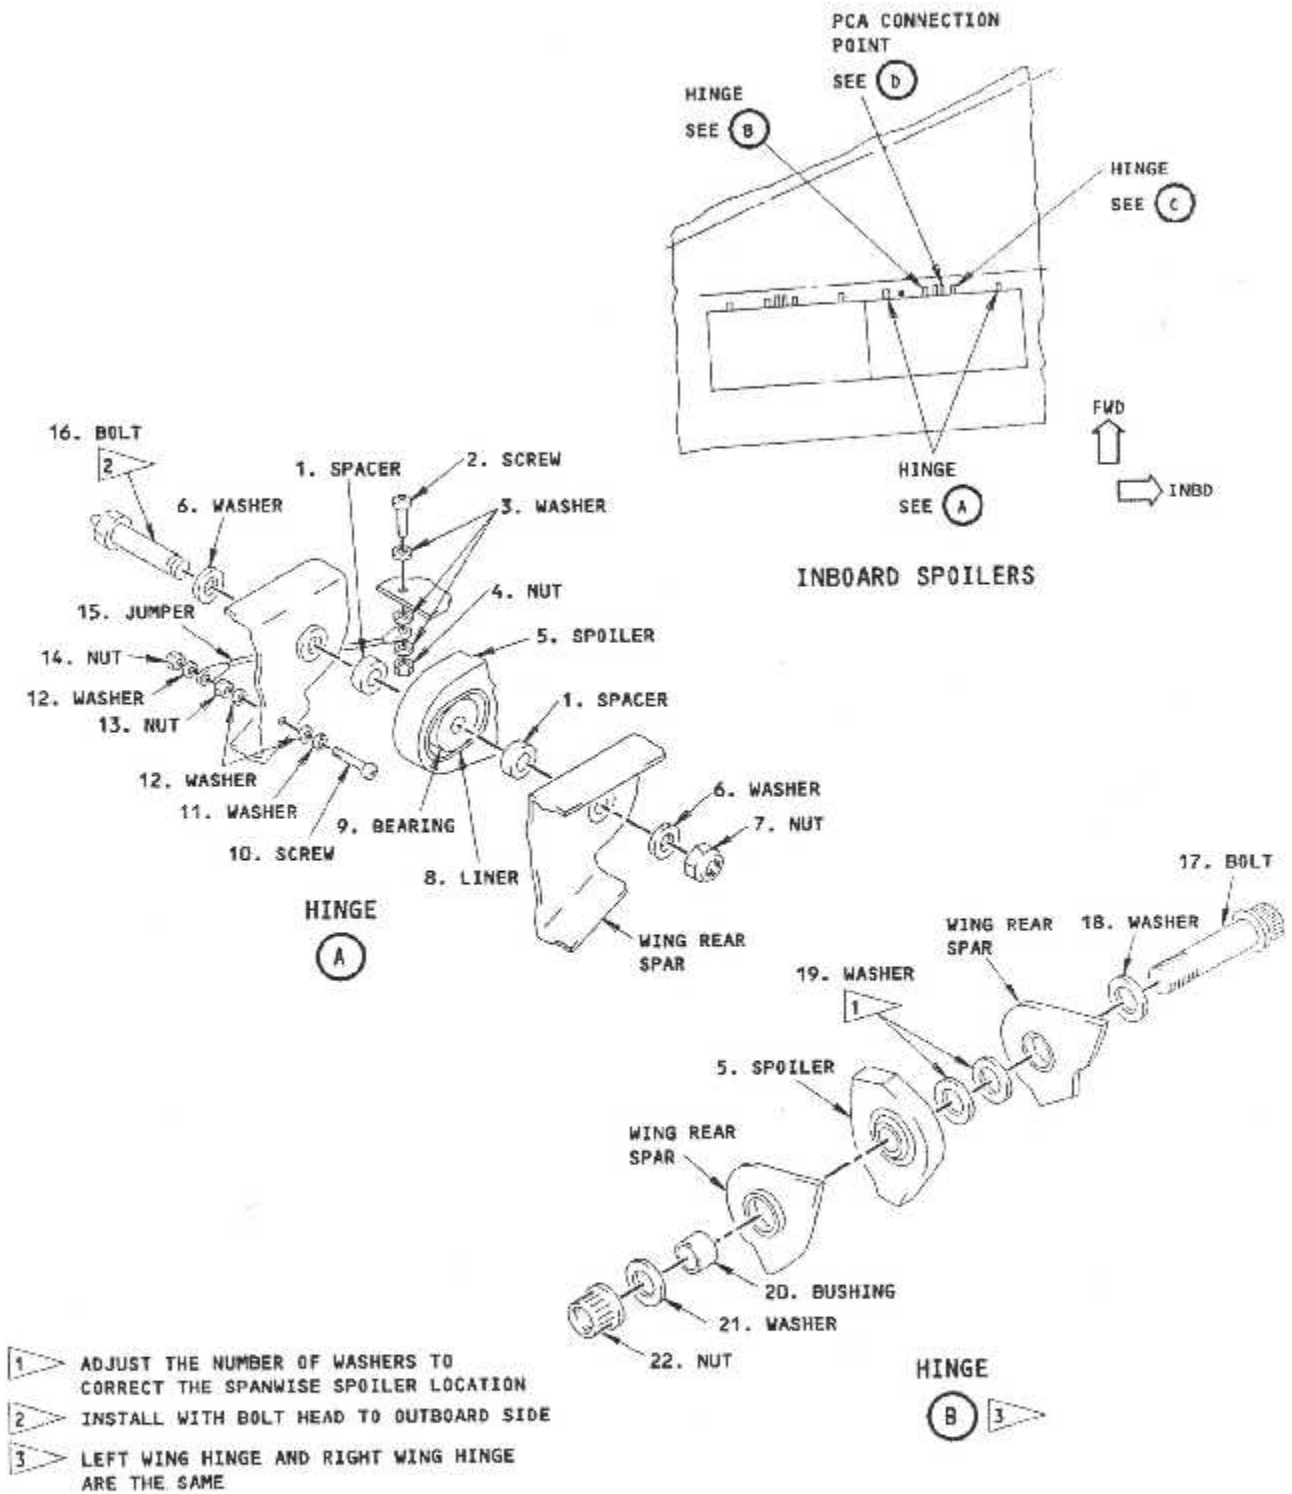 PCA CONNECTION
POINT
SEE D
HINGE
SEE B
HINGE
SEE C
HINGE
SEE A
FWD
INBD
INBOARD SPOILERS
16. BOLT
2
6. WASHER
1. SPACER
2. SCREW
3. WASHER
4. NUT
5. SPOILER
15. JUMPER
14. NUT
12. WASHER
13. NUT
1. SPACER
12. WASHER
11. WASHER
10. SCREW
9. BEARING
8. LINER
6. WASHER
7. NUT
WING REAR
SPAR
HINGE
A
17. BOLT
18. WASHER
WING REAR
SPAR
19. WASHER
1
5. SPOILER
WING REAR
SPAR
20. BUSHING
21. WASHER
22. NUT
HINGE
B 3
1 ADJUST THE NUMBER OF WASHERS TO
CORRECT THE SPANWISE SPOILER LOCATION
2 INSTALL WITH BOLT HEAD TO OUTBOARD SIDE
3 LEFT WING HINGE AND RIGHT WING HINGE
ARE THE SAME